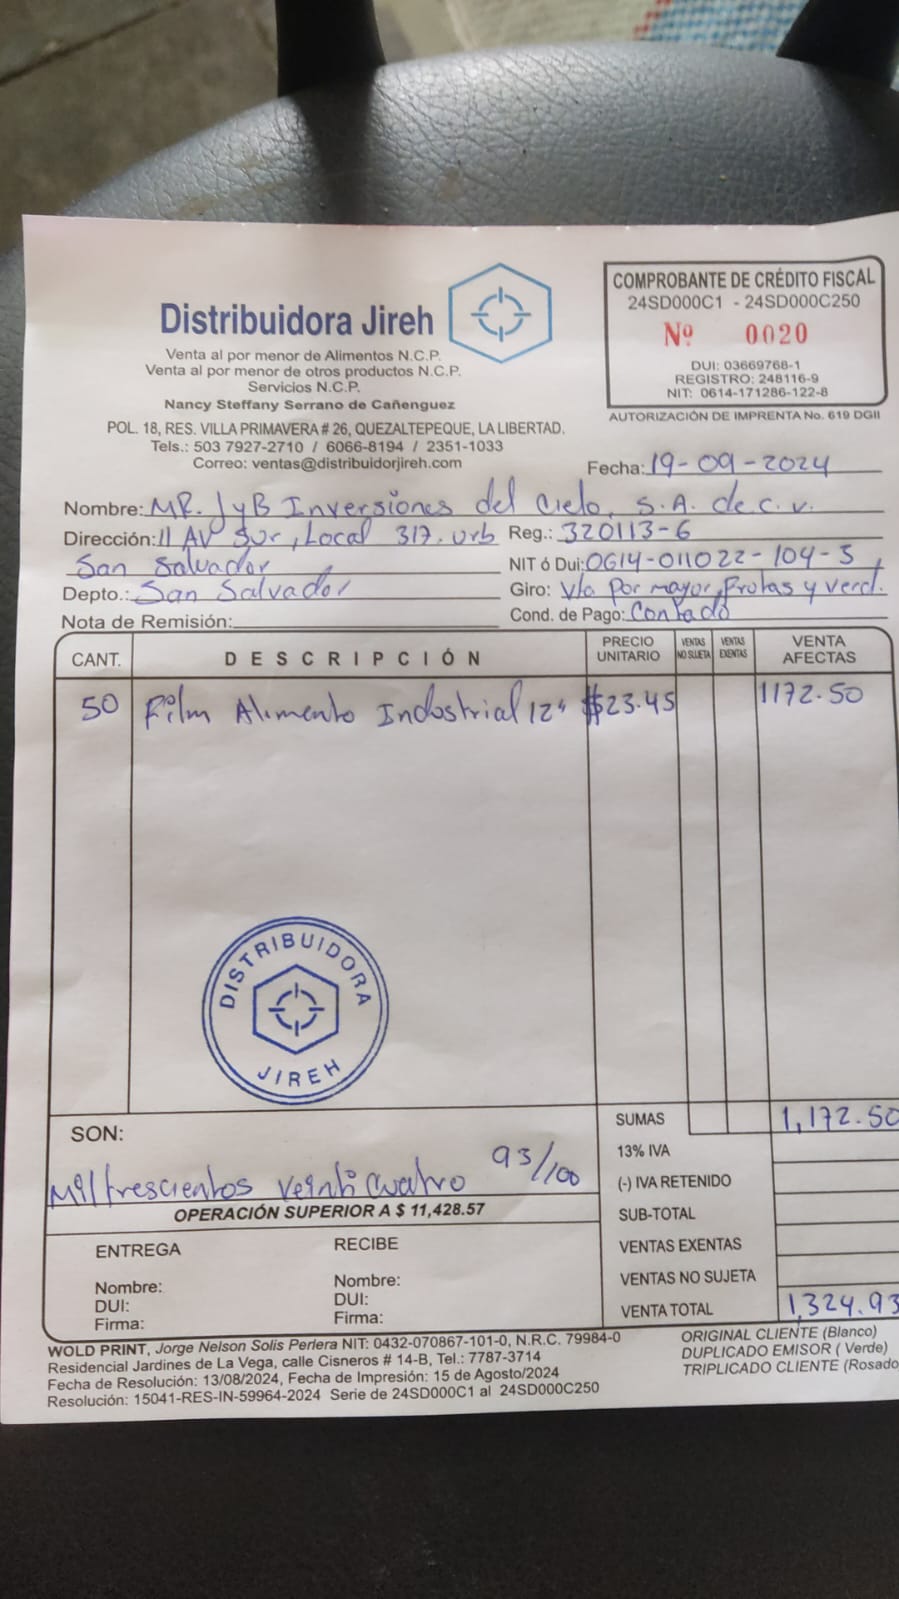 Distribuidora Jireh
Venta al por menor de Alimentos N.C.P.
Venta al por menor de otros productos N.C.P.
Servicios N.C.P.
Nancy Steffany Serrano de Cañenguez
POL. 18, RES. VILLA PRIMAVERA # 26, QUEZALTEPEQUE, LA LIBERTAD.
Tels.: 503 7927-2710 / 6066-8194 / 2351-1033
Correo: ventas@distribuidorjireh.com
COMPROBANTE DE CRÉDITO FISCAL
24SD000C1 - 24SD000C250
Nº 0020
DUI: 03669768-1
REGISTRO: 248116-9
NIT: 0614-171286-122-8
AUTORIZACIÓN DE IMPRENTA No. 619 DGII
Fecha: 19-09-2024
Nombre: MR. JyB Inversiones del Cielo, S.A. de c.v.
Dirección: 11 AV Sur, Local 317. urb Reg.: 320113-6
San Salvador NIT ó Dui: 0614-011022-104-5
Depto.: San Salvador Giro: Vta por mayor, Frutas y verd.
Nota de Remisión: Cond. de Pago: Contado
CANT. DESCRIPCIÓN PRECIO UNITARIO VENTAS NO SUJETA VENTAS EXENTAS VENTA AFECTAS
50 Film Alimento Industrial 12" $23.45 1172.50
DISTRIBUIDORA
JIREH
SON: SUMAS 1,172.50
13% IVA
Mil trescientos veinti cuatro 93/100 (-) IVA RETENIDO
OPERACIÓN SUPERIOR A $ 11,428.57 SUB-TOTAL
ENTREGA RECIBE VENTAS EXENTAS
Nombre: Nombre: VENTAS NO SUJETA
DUI: DUI:
Firma: Firma: VENTA TOTAL 1,324.93
WOLD PRINT, Jorge Nelson Solis Perlera NIT: 0432-070867-101-0, N.R.C. 79984-0
Residencial Jardines de La Vega, calle Cisneros # 14-B, Tel.: 7787-3714
Fecha de Resolución: 13/08/2024, Fecha de Impresión: 15 de Agosto/2024
Resolución: 15041-RES-IN-59964-2024 Serie de 24SD000C1 al 24SD000C250
ORIGINAL CLIENTE (Blanco)
DUPLICADO EMISOR ( Verde)
TRIPLICADO CLIENTE (Rosado